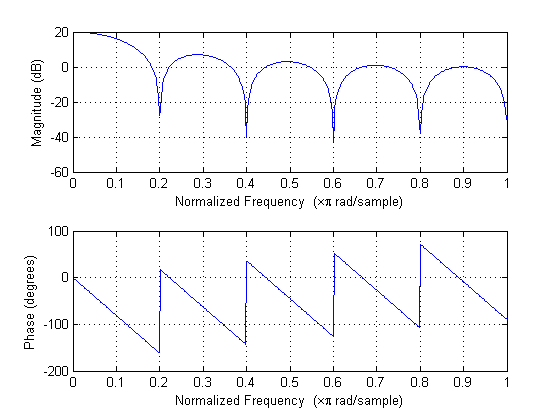 20
0
-20
-40
-60
Magnitude (dB)
0 0.1 0.2 0.3 0.4 0.5 0.6 0.7 0.8 0.9 1
Normalized Frequency (×π rad/sample)
100
0
-100
-200
Phase (degrees)
0 0.1 0.2 0.3 0.4 0.5 0.6 0.7 0.8 0.9 1
Normalized Frequency (×π rad/sample)